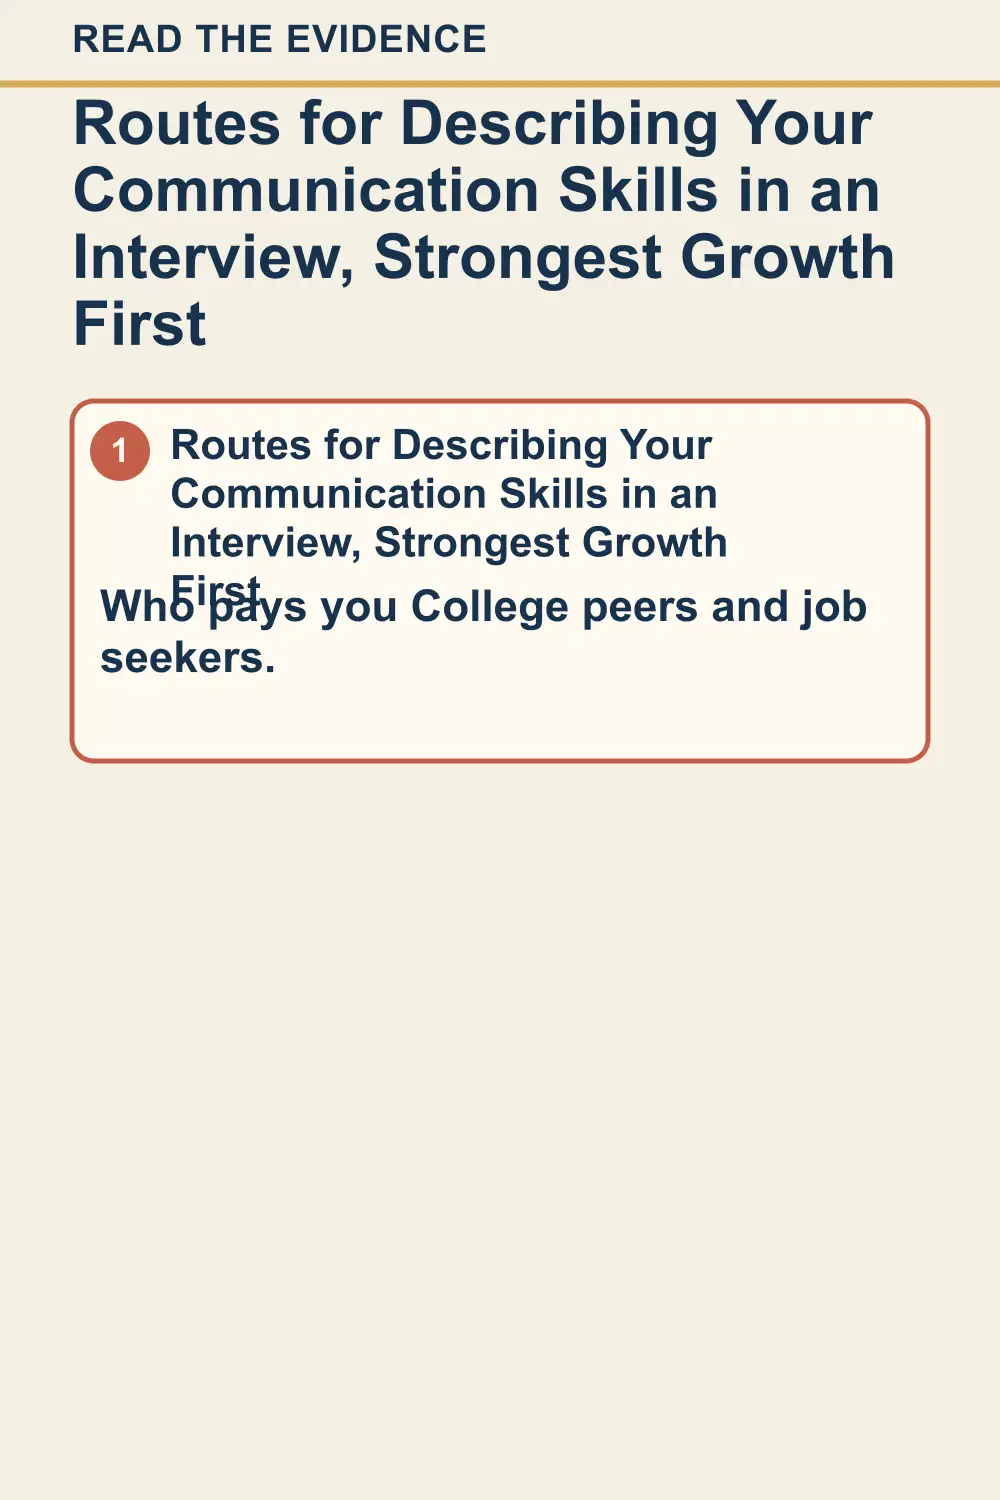 READ THE EVIDENCE
Routes for Describing Your
Communication Skills in an
Interview, Strongest Growth
First
1
Routes for Describing Your
Communication Skills in an
Interview, Strongest Growth
First
Who pays you College peers and job
seekers.